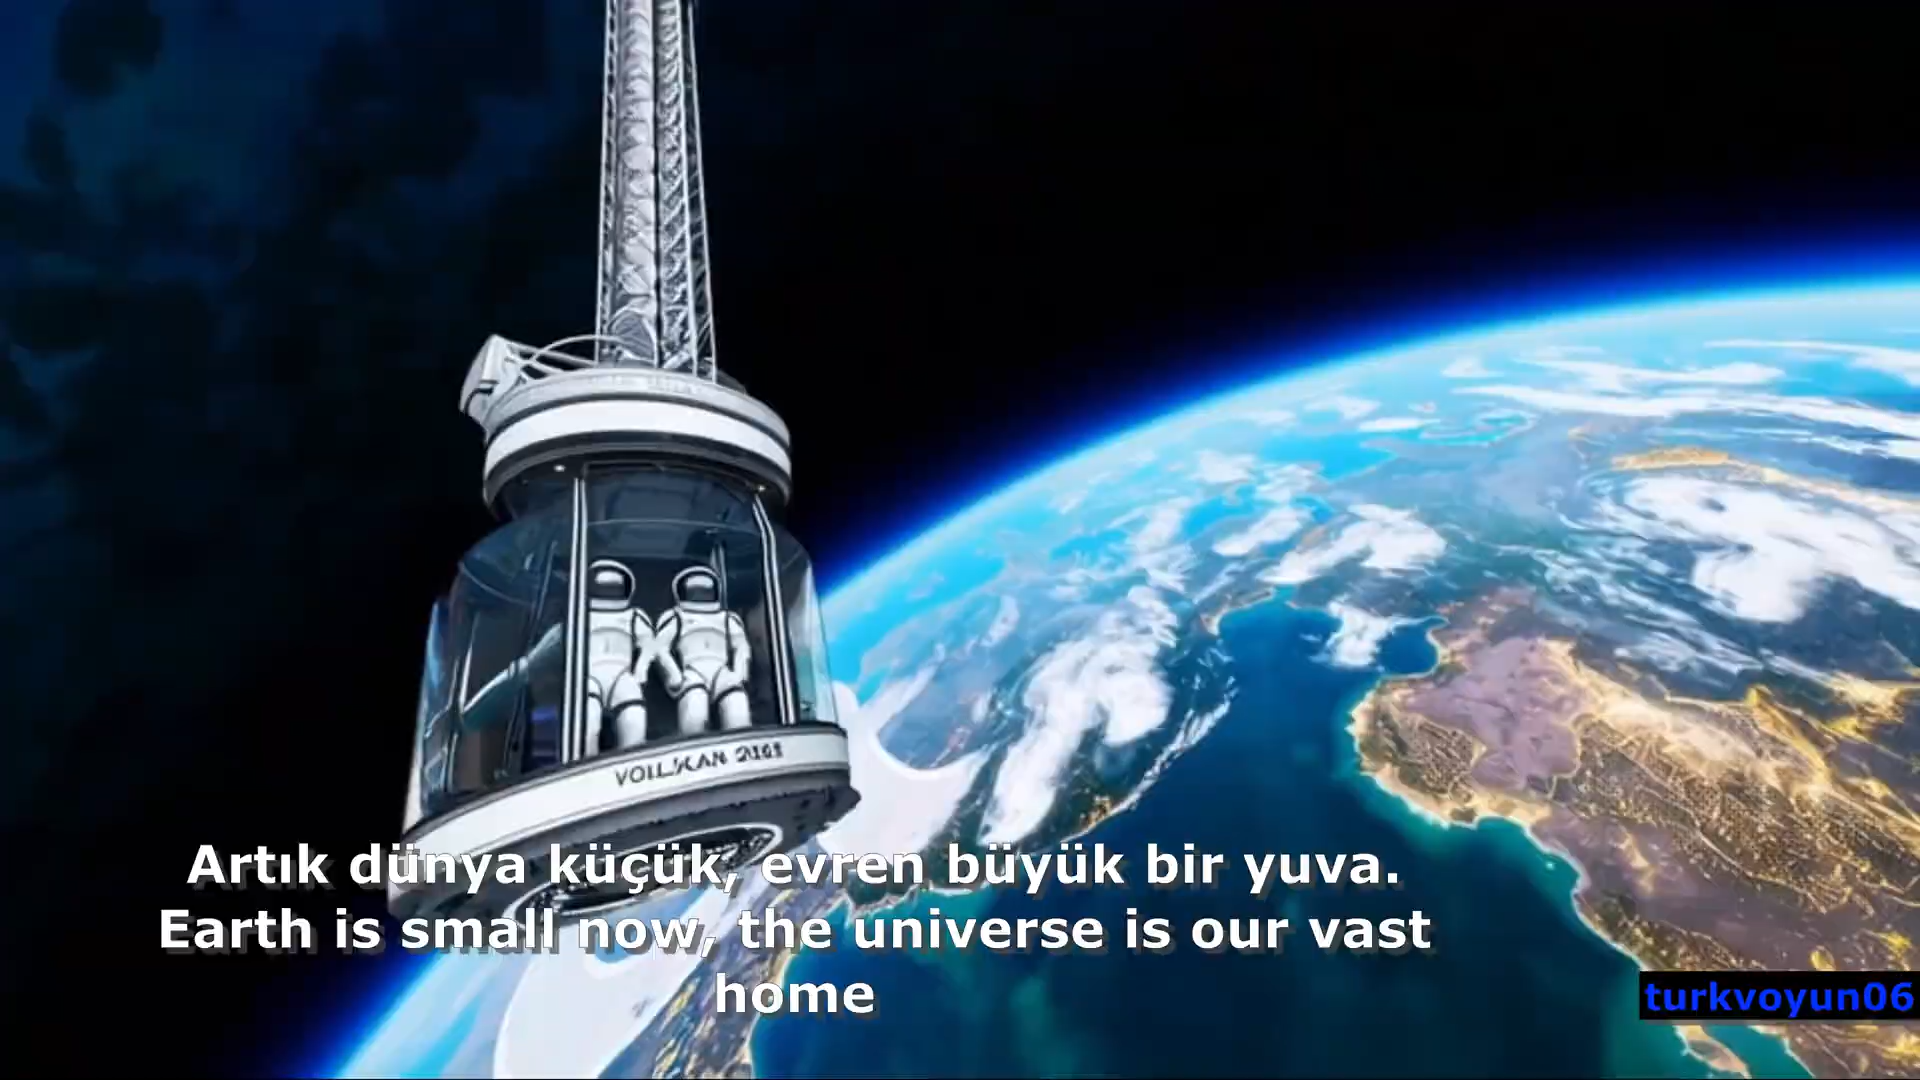 Artık dünya küçük, evren büyük bir yuva.
Earth is small now, the universe is our vast
home
turkvoyun06